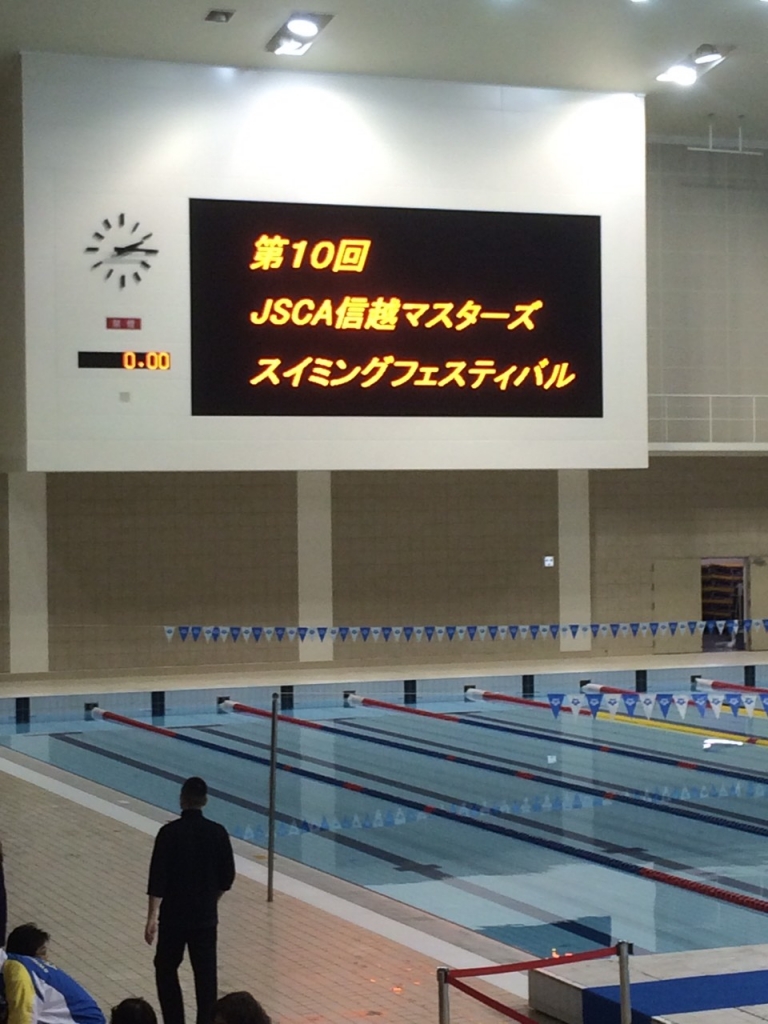 第10回
JSCA信越マスターズ
スイミングフェスティバル
0.00